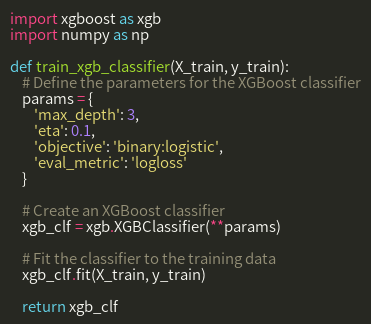 import xgboost as xgb
import numpy as np

def train_xgb_classifier(X_train, y_train):
    # Define the parameters for the XGBoost classifier
    params = {
        'max_depth': 3,
        'eta': 0.1,
        'objective': 'binary:logistic',
        'eval_metric': 'logloss'
    }

    # Create an XGBoost classifier
    xgb_clf = xgb.XGBClassifier(**params)

    # Fit the classifier to the training data
    xgb_clf.fit(X_train, y_train)

    return xgb_clf